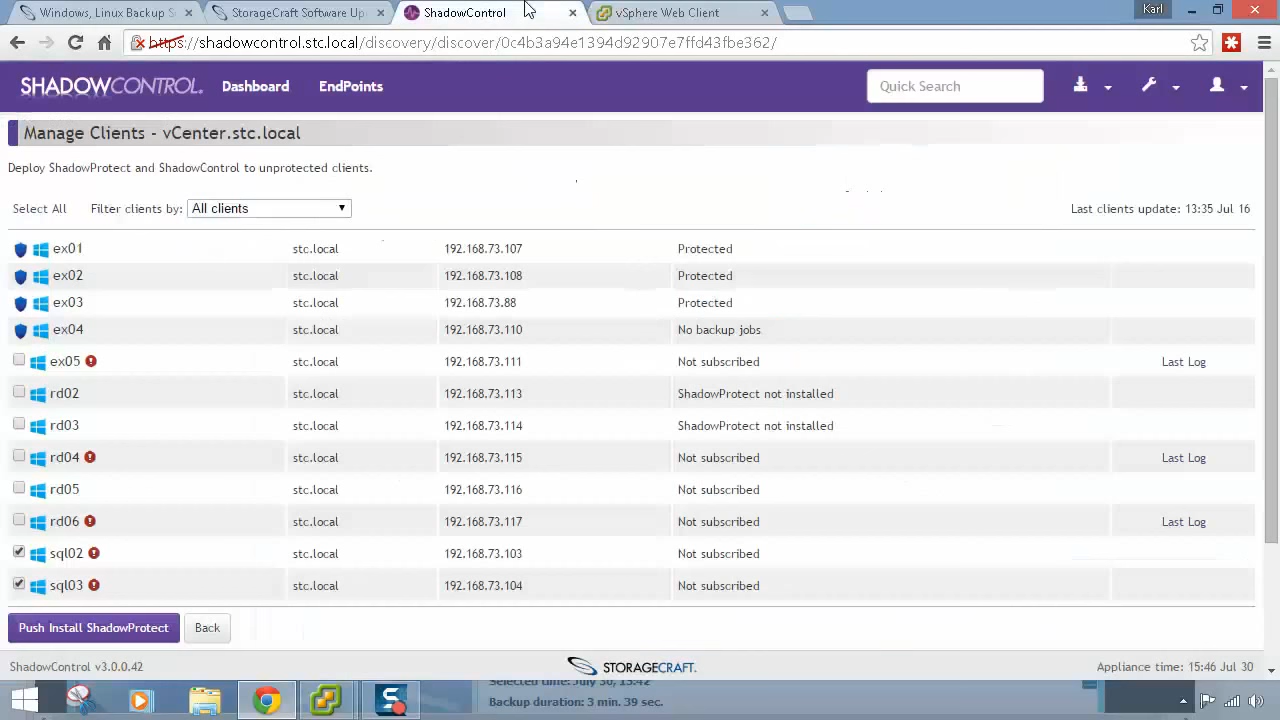 Windows, Linux Backup S
StorageCraft Software Up
ShadowControl
vSphere Web Client
Karl
https://shadowcontrol.stc.local/discovery/discover/0c4b3e91e1394d92907e7ffd43fbe362/
SHADOWCONTROL.
Dashboard
EndPoints
Quick Search
Manage Clients - vCenter.stc.local
Deploy ShadowProtect and ShadowControl to unprotected clients.
Select All Filter clients by: All clients Last clients update: 13:35 Jul 16
ex01 stc.local 192.168.73.107 Protected
ex02 stc.local 192.168.73.108 Protected
ex03 stc.local 192.168.73.88 Protected
ex04 stc.local 192.168.73.110 No backup jobs
ex05 stc.local 192.168.73.111 Not subscribed Last Log
rd02 stc.local 192.168.73.113 ShadowProtect not installed
rd03 stc.local 192.168.73.114 ShadowProtect not installed
rd04 stc.local 192.168.73.115 Not subscribed Last Log
rd05 stc.local 192.168.73.116 Not subscribed
rd06 stc.local 192.168.73.117 Not subscribed Last Log
sql02 stc.local 192.168.73.103 Not subscribed
sql03 stc.local 192.168.73.104 Not subscribed
Push Install ShadowProtect Back
ShadowControl v3.0.0.42 STORAGECRAFT. Appliance time: 15:46 Jul 30
Selected time: July 30, 15:42
Backup duration: 3 min. 39 sec.